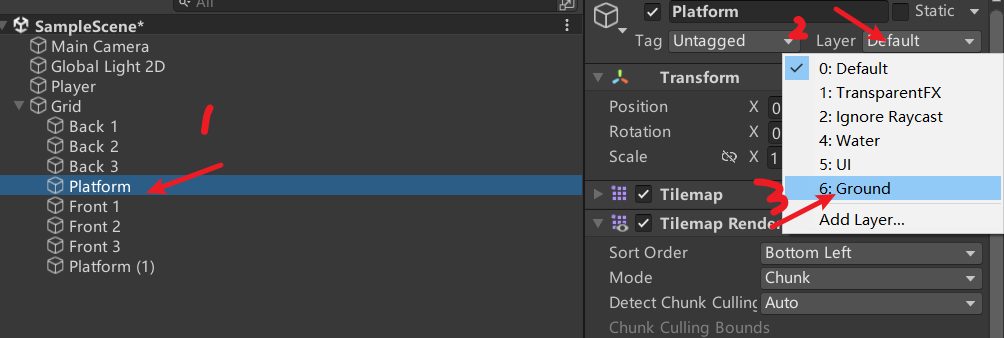 All
SampleScene*
Main Camera
Global Light 2D
Player
Grid
Back 1
Back 2
Back 3
Platform
Front 1
Front 2
Front 3
Platform (1)
1
Platform
Static
Tag Untagged
2
Layer Default
0: Default
1: TransparentFX
2: Ignore Raycast
4: Water
5: UI
6: Ground
Add Layer...
Transform
Position X 0
Rotation X 0
Scale X 1
3
Tilemap
Tilemap Rende
Sort Order Bottom Left
Mode Chunk
Detect Chunk Culling Auto
Chunk Culling Bounds